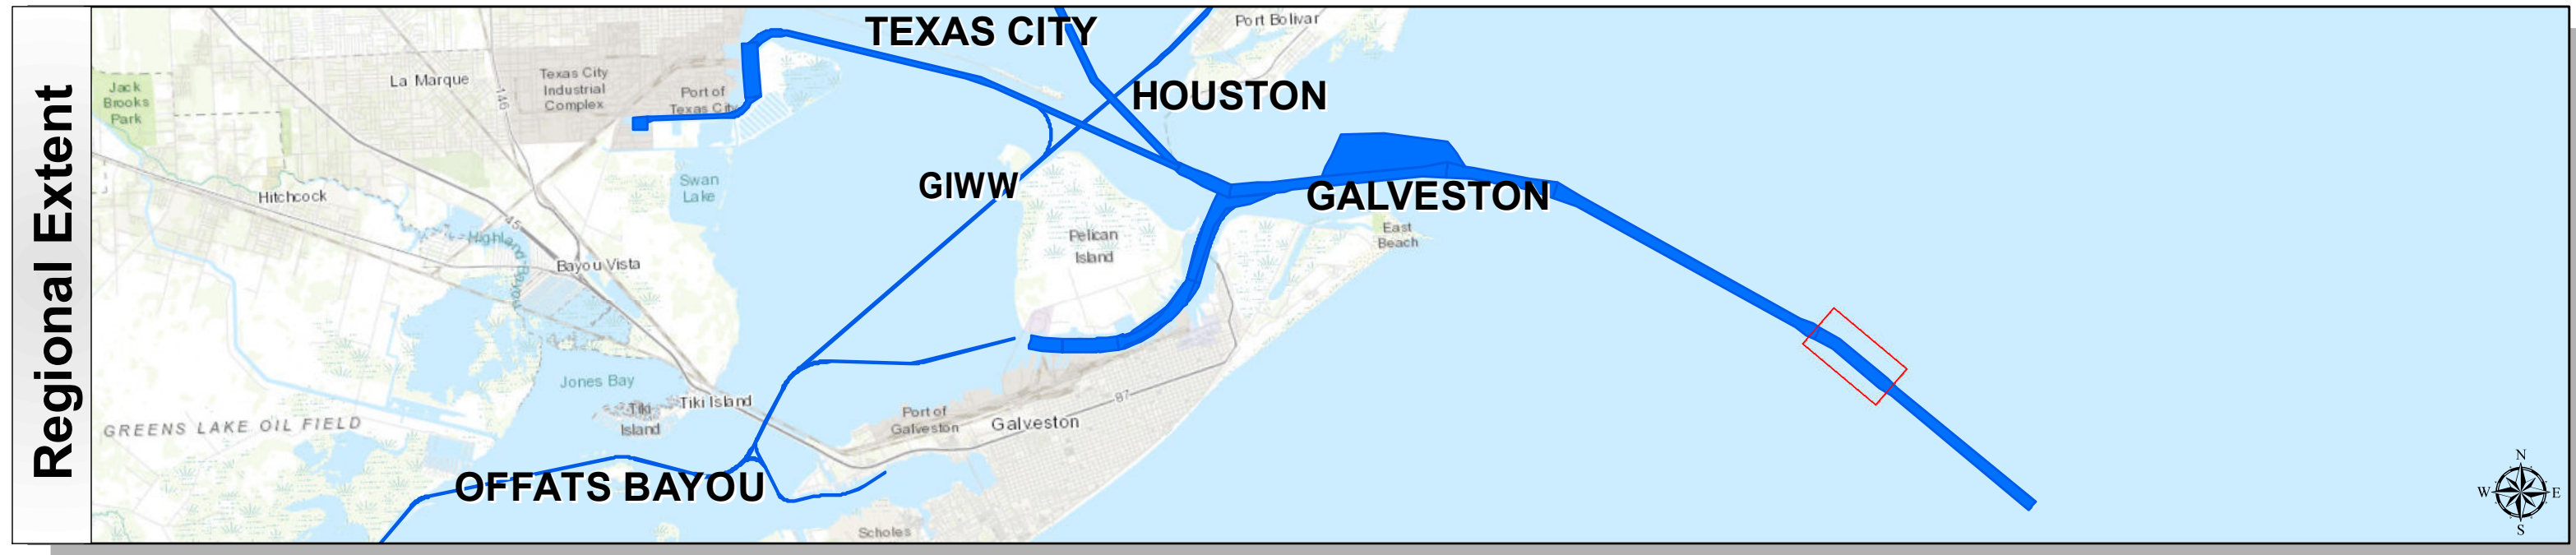 Regional Extent
TEXAS CITY
Port Bolivar
La Marque
Texas City
Industrial
Complex
Jack
Brooks
Park
146
Port of
Texas City
HOUSTON
Swan
Lake
GIWW
Hitchcock
GALVESTON
45
Highland Bayou
Pelican
Island
East
Beach
Bayou Vista
Jones Bay
Tiki Island
Tiki
Island
87
GREENS LAKE OIL FIELD
Port of
Galveston
Galveston
OFFATS BAYOU
Scholes
N
W
E
S